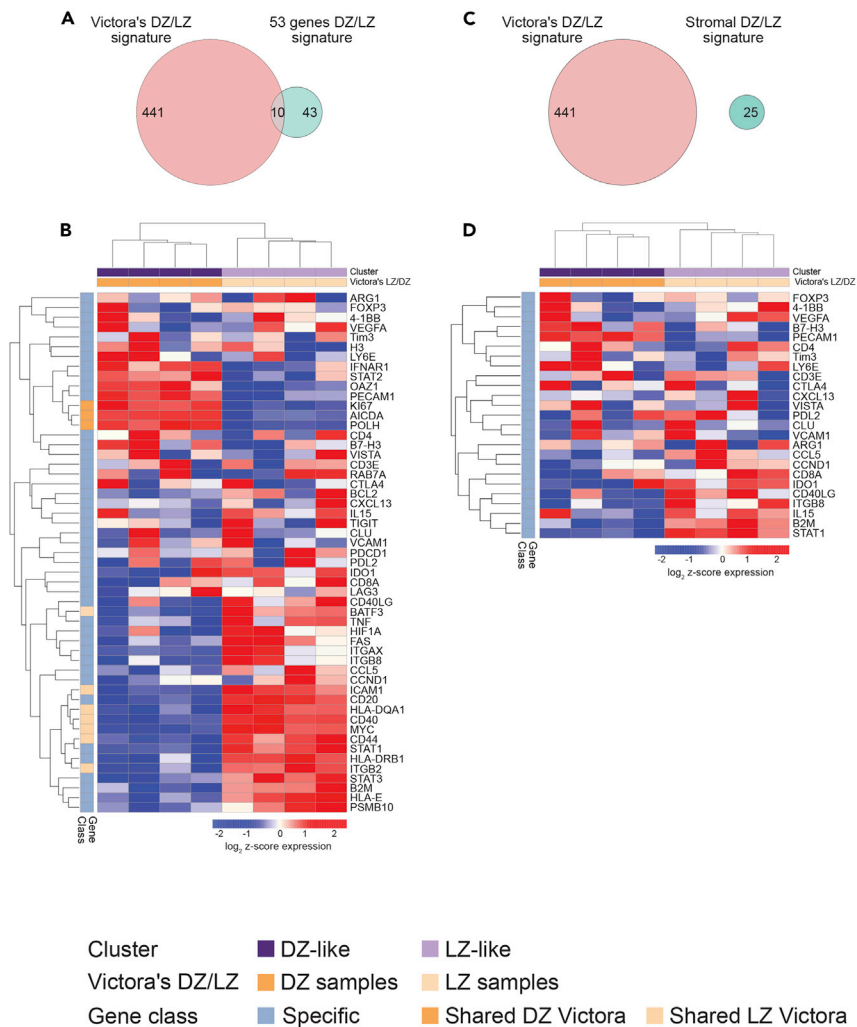 A
Victora's DZ/LZ
signature
53 genes DZ/LZ
signature
441
10
43
C
Victora's DZ/LZ
signature
Stromal DZ/LZ
signature
441
25
B
Cluster
Victora's LZ/DZ
ARG1
FOXP3
4-1BB
VEGFA
Tim3
H3
LY6E
IFNAR1
STAT2
OAZ1
PECAM1
KI67
AICDA
POLH
CD4
B7-H3
VISTA
CD3E
RAB7A
CTLA4
BCL2
CXCL13
IL15
TIGIT
CLU
VCAM1
PDCD1
PDL2
IDO1
CD8A
LAG3
CD40LG
BATF3
TNF
HIF1A
FAS
ITGAX
ITGB8
CCL5
CCND1
ICAM1
CD20
HLA-DQA1
CD40
MYC
CD44
STAT1
HLA-DRB1
ITGB2
STAT3
B2M
HLA-E
PSMB10
Gene
Class
-2 -1 0 1 2
log2 z-score expression
D
Cluster
Victora's LZ/DZ
FOXP3
4-1BB
VEGFA
B7-H3
PECAM1
CD4
Tim3
LY6E
CD3E
CTLA4
CXCL13
VISTA
PDL2
CLU
VCAM1
ARG1
CCL5
CCND1
CD8A
IDO1
CD40LG
ITGB8
IL15
B2M
STAT1
Gene
Class
-2 -1 0 1 2
log2 z-score expression
Cluster DZ-like LZ-like
Victora's DZ/LZ DZ samples LZ samples
Gene class Specific Shared DZ Victora Shared LZ Victora